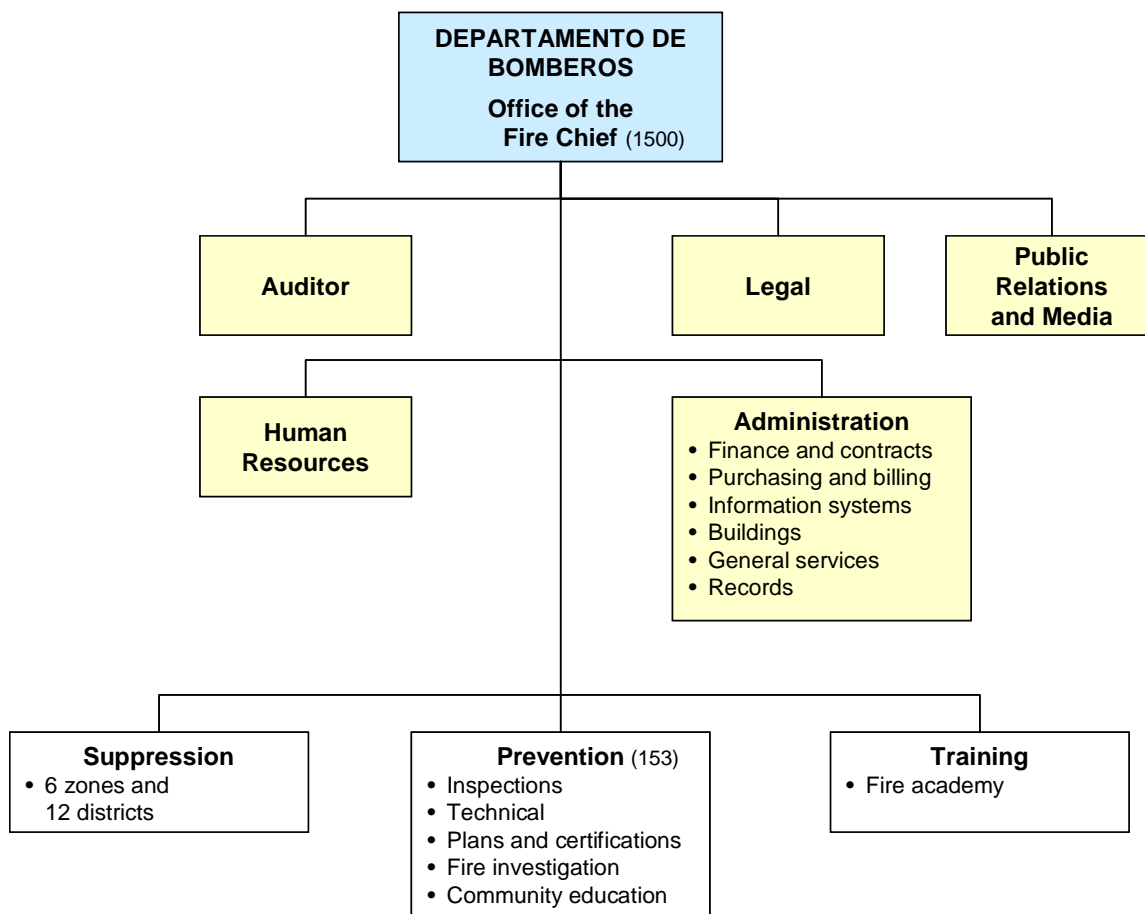 DEPARTAMENTO DE
BOMBEROS
Office of the
Fire Chief (1500)
Auditor
Legal
Public
Relations
and Media
Human
Resources
Administration
• Finance and contracts
• Purchasing and billing
• Information systems
• Buildings
• General services
• Records
Suppression
• 6 zones and
12 districts
Prevention (153)
• Inspections
• Technical
• Plans and certifications
• Fire investigation
• Community education
Training
• Fire academy